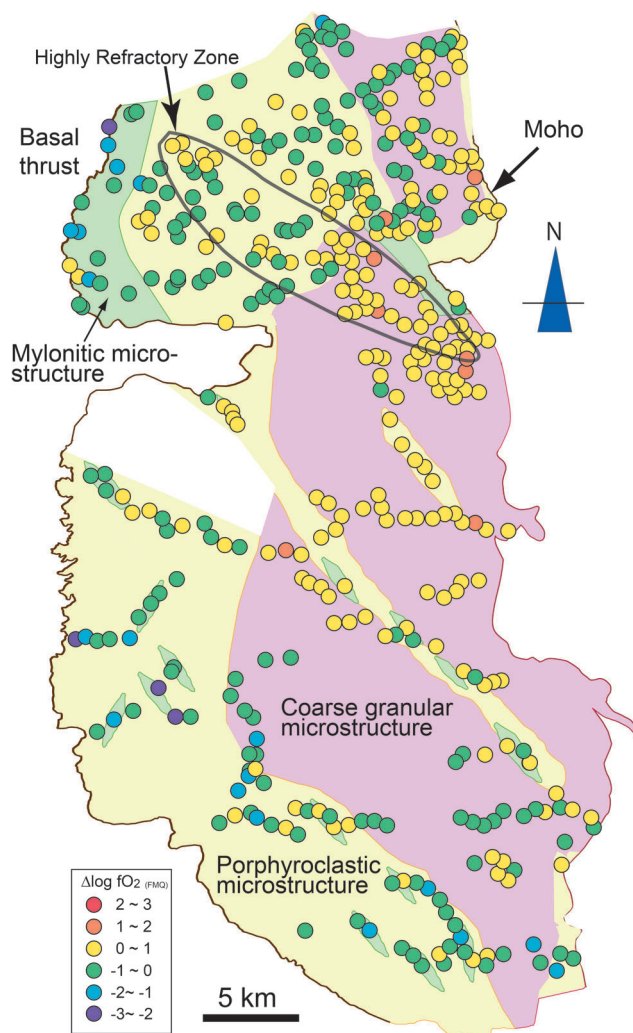 Highly Refractory Zone
Basal
thrust
Moho
N
Mylonitic micro-
structure
Coarse granular
microstructure
Porphyroclastic
microstructure
Δlog fO2 (FMQ)
2 ~ 3
1 ~ 2
0 ~ 1
-1 ~ 0
-2~ -1
-3~ -2
5 km